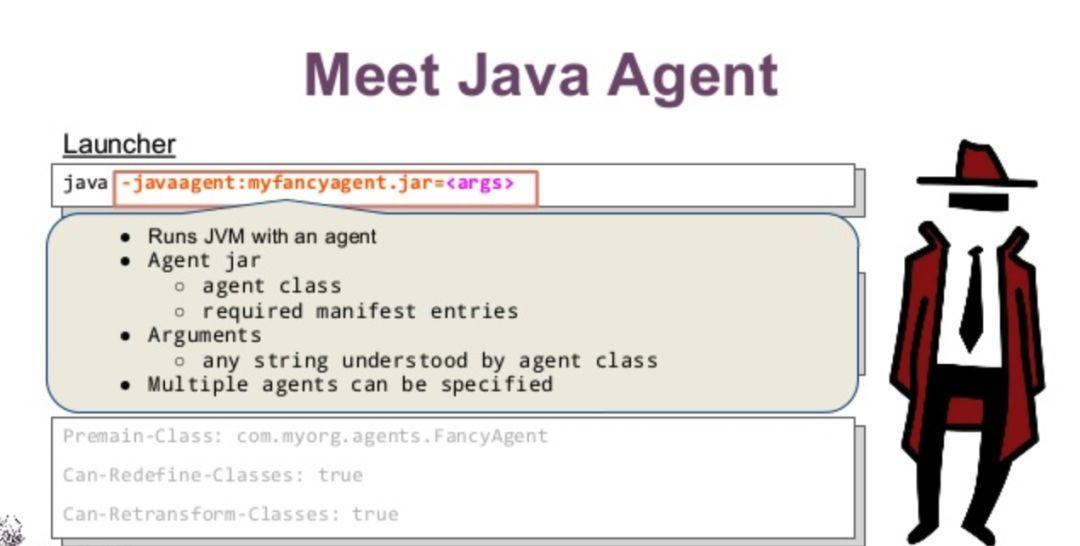 Meet Java Agent
Launcher
java -javaagent:myfancyagent.jar=<args>
● Runs JVM with an agent
● Agent jar
○ agent class
○ required manifest entries
● Arguments
○ any string understood by agent class
● Multiple agents can be specified
Premain-Class: com.myorg.agents.FancyAgent
Can-Redefine-Classes: true
Can-Retransform-Classes: true